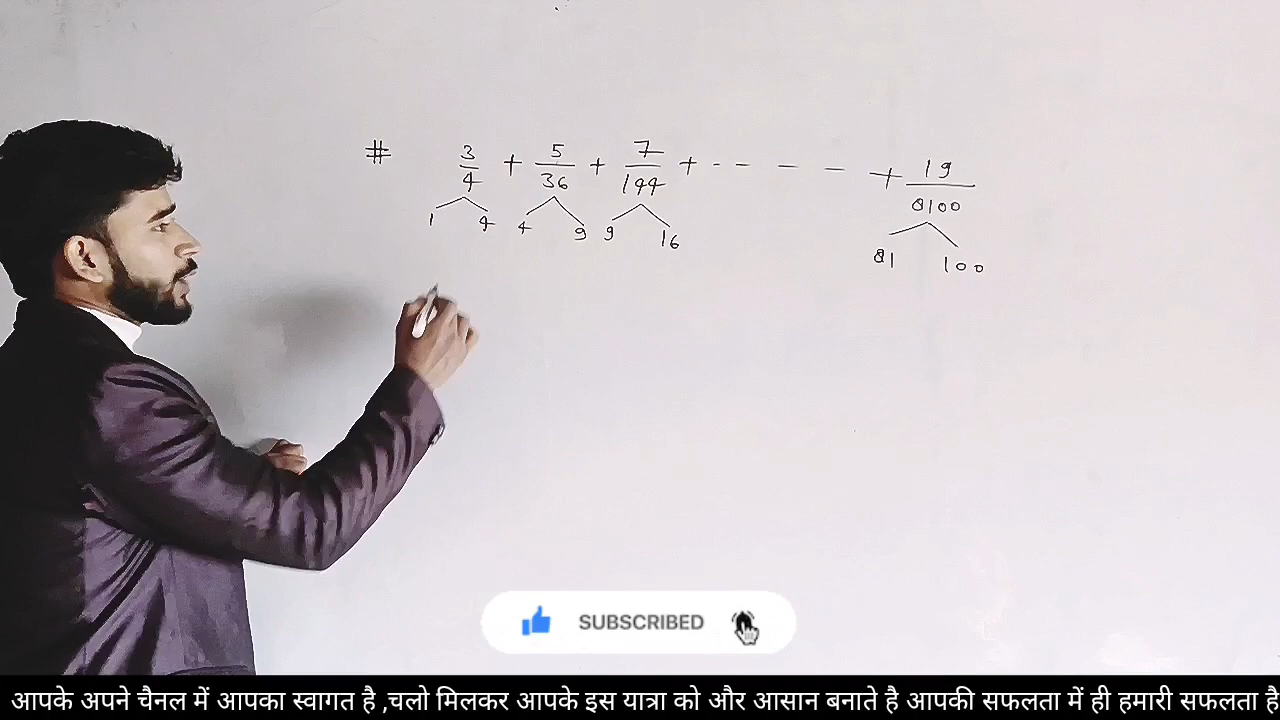 # 3/4 + 5/36 + 7/144 + - - - - - + 19/8100
1 4 4 9 9 16 81 100
SUBSCRIBED
आपके अपने चैनल में आपका स्वागत है ,चलो मिलकर आपके इस यात्रा को और आसान बनाते है आपकी सफलता में ही हमारी सफलता है